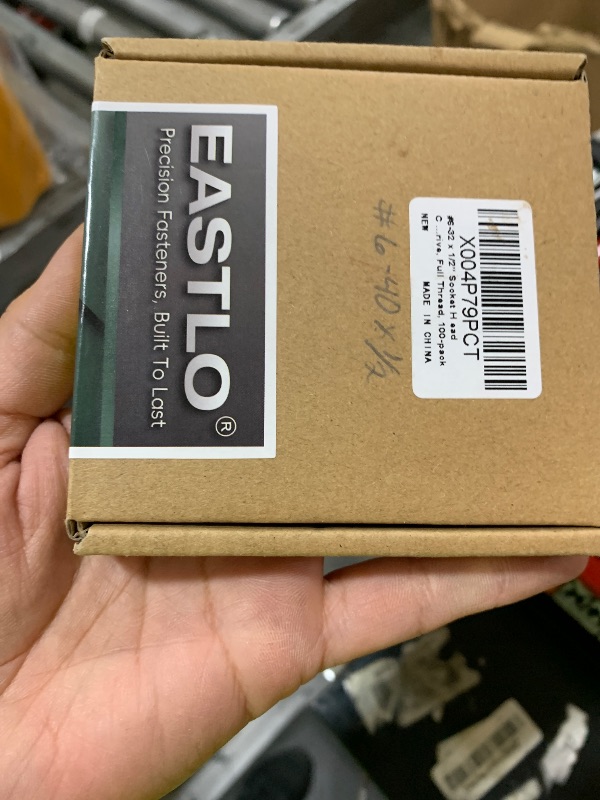 EASTLO®
Precision Fasteners, Built To Last
#6-40 x 1/2
X004P79PCT
#6-32 x 1/2" Socket Head
C ...rive, Full Thread, 100-pack
NEW MADE IN CHINA